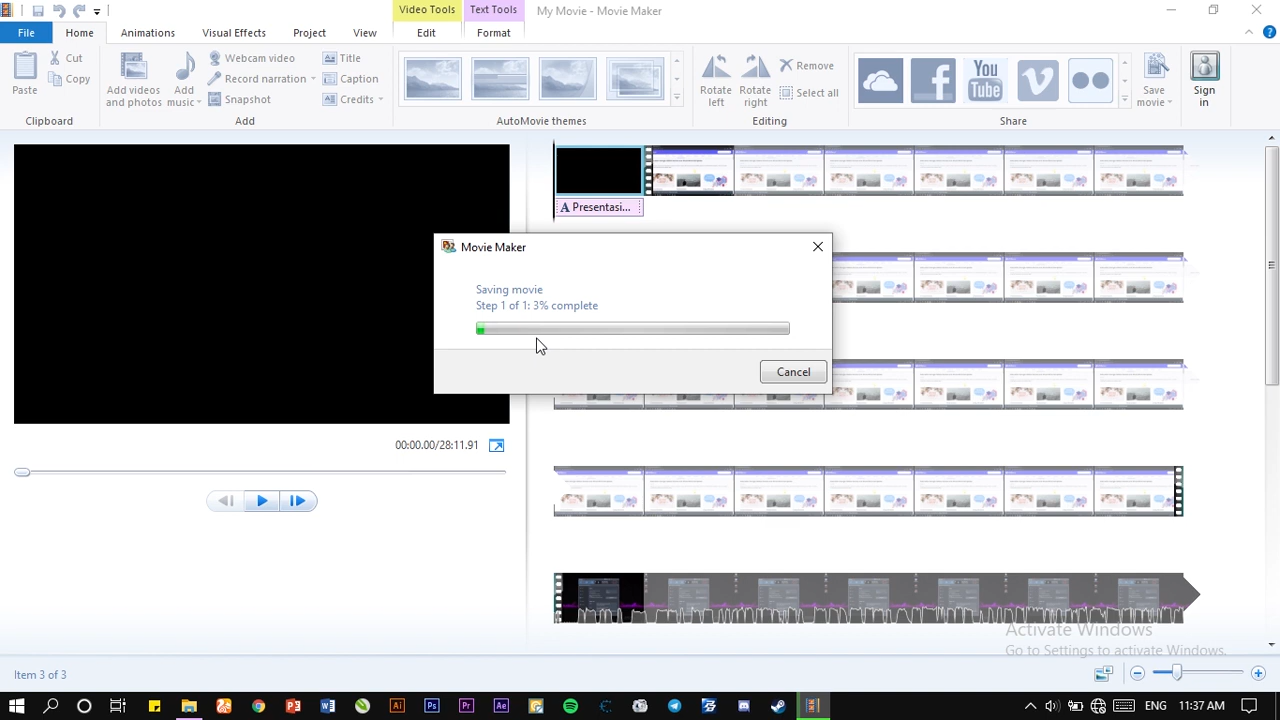 Video Tools
Text Tools
My Movie - Movie Maker
File
Home
Animations
Visual Effects
Project
View
Edit
Format
Paste
Cut
Copy
Clipboard
Add videos
and photos
Add
music
Webcam video
Record narration
Snapshot
Title
Caption
Credits
Add
AutoMovie themes
Rotate
left
Rotate
right
Remove
Select all
Editing
You
Tube
Share
Save
movie
Sign
in
A Presentasi...
Movie Maker
Saving movie
Step 1 of 1: 3% complete
Cancel
00:00.00/28:11.91
Activate Windows
Go to Settings to activate Windows.
Item 3 of 3
ENG
11:37 AM